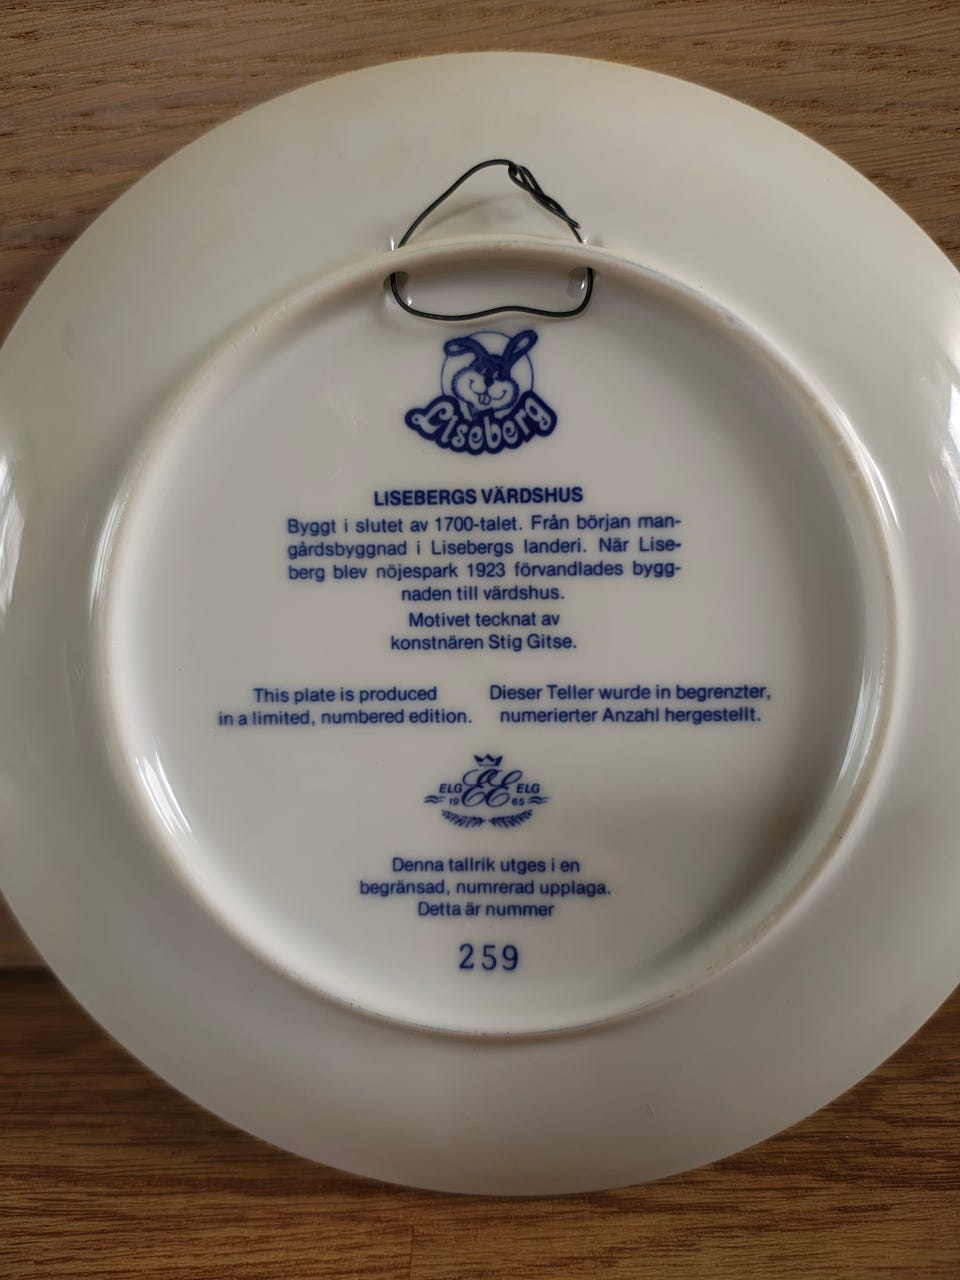 Liseberg
LISEBERGS VÄRDSHUS
Byggt i slutet av 1700-talet. Från början man-
gårdsbyggnad i Lisebergs landeri. När Lise-
berg blev nöjespark 1923 förvandlades bygg-
naden till värdshus.
Motivet tecknat av
konstnären Stig Gitse.
This plate is produced
in a limited, numbered edition.
Dieser Teller wurde in begrenzter,
numerierter Anzahl hergestellt.
ELG EE ELG
19 65
Denna tallrik utges i en
begränsad, numrerad upplaga.
Detta är nummer
259